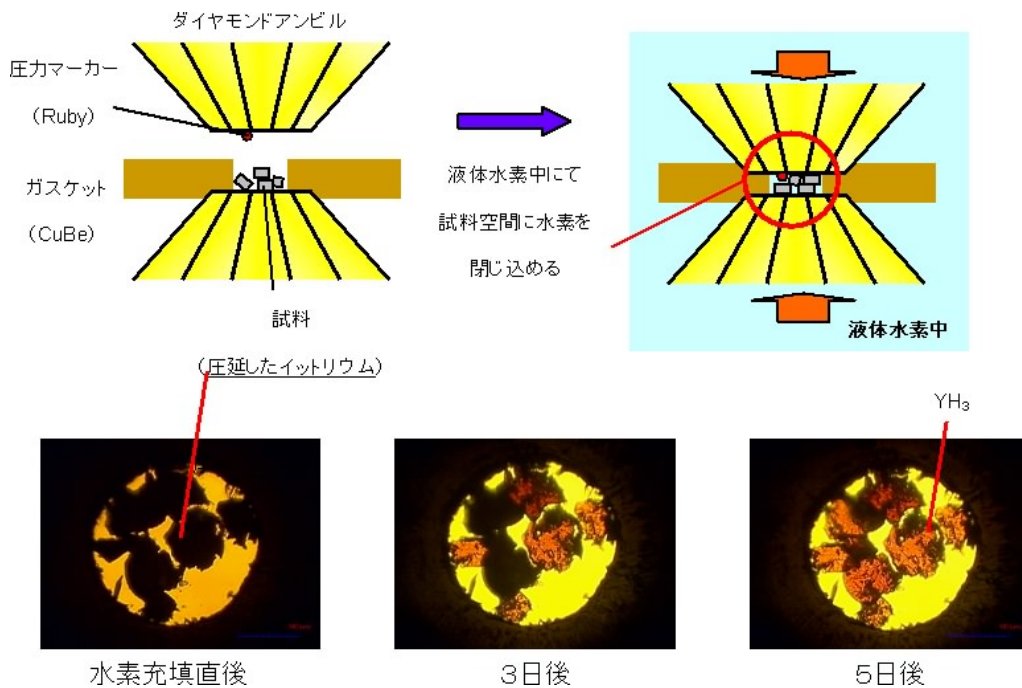 ダイヤモンドアンビル
圧力マーカー
(Ruby)
ガスケット
(CuBe)
試料
(圧延したイットリウム)
液体水素中にて
試料空間に水素を
閉じ込める
液体水素中
YH₃
水素充填直後
3日後
5日後